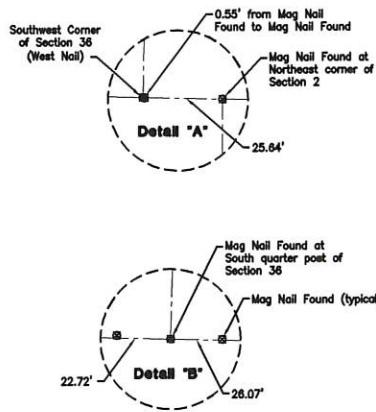 Southwest Corner
of Section 36
(West Nail)
0.55' from Mag Nail
Found to Mag Nail Found
Mag Nail Found at
Northeast corner of
Section 2
Detail "A"
25.64'
Mag Nail Found at
South quarter post of
Section 36
Mag Nail Found (typical
Detail "B"
22.72'
26.07'